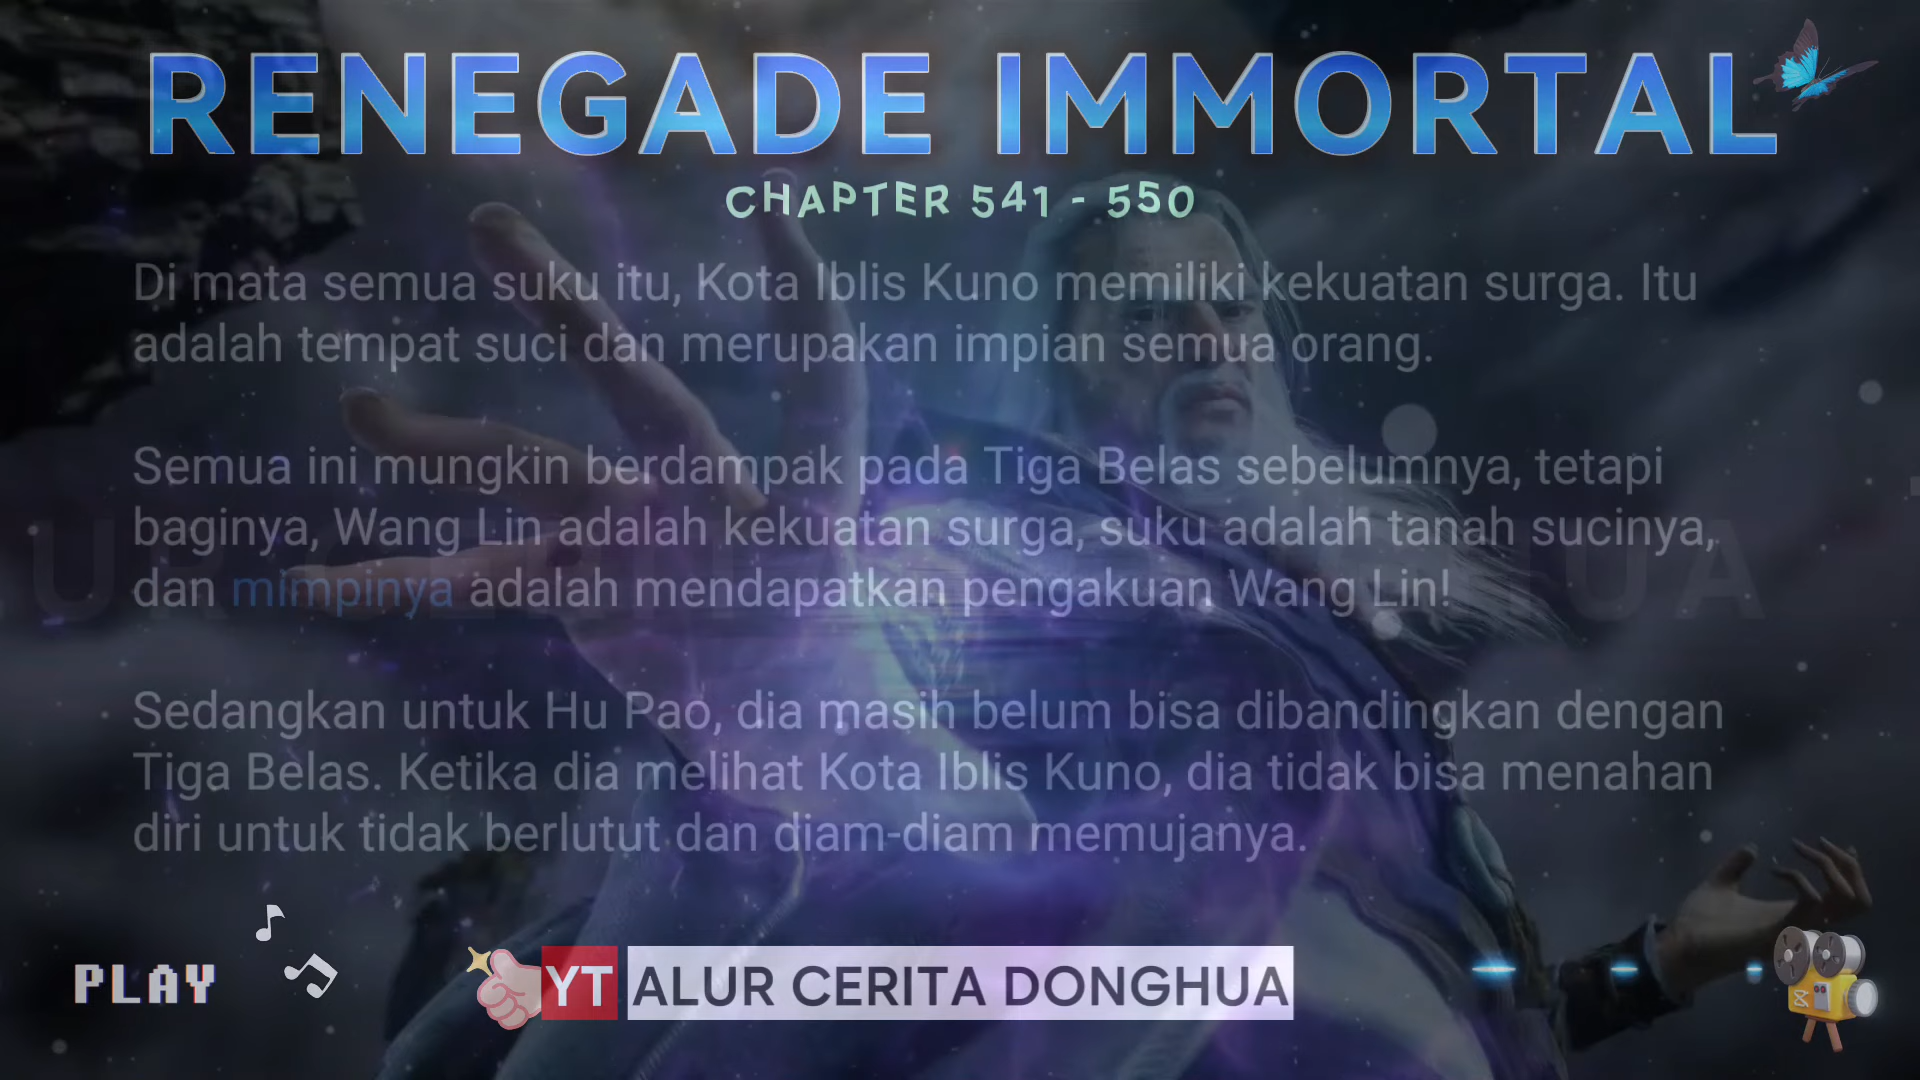 RENEGADE IMMORTAL
CHAPTER 541 - 550
Di mata semua suku itu, Kota Iblis Kuno memiliki kekuatan surga. Itu
adalah tempat suci dan merupakan impian semua orang.
Semua ini mungkin berdampak pada Tiga Belas sebelumnya, tetapi
baginya, Wang Lin adalah kekuatan surga, suku adalah tanah sucinya,
dan mimpinya adalah mendapatkan pengakuan Wang Lin!
Sedangkan untuk Hu Pao, dia masih belum bisa dibandingkan dengan
Tiga Belas. Ketika dia melihat Kota Iblis Kuno, dia tidak bisa menahan
diri untuk tidak berlutut dan diam-diam memujanya.
PLAY
YT ALUR CERITA DONGHUA